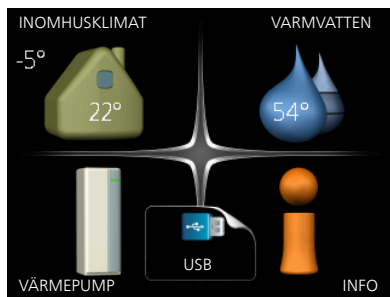 INOMHUSKLIMAT
VARMVATTEN
-5°
22°
54°
USB
VÄRMEPUMP
INFO